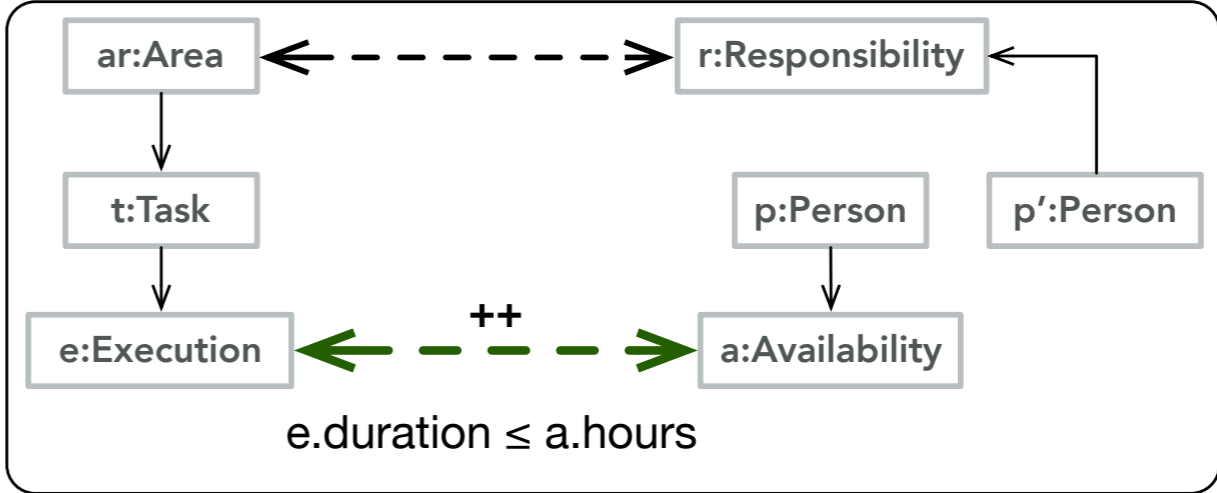 ar:Area
r:Responsibility
t:Task
p:Person
p’:Person
++
e:Execution
a:Availability
e.duration ≤ a.hours